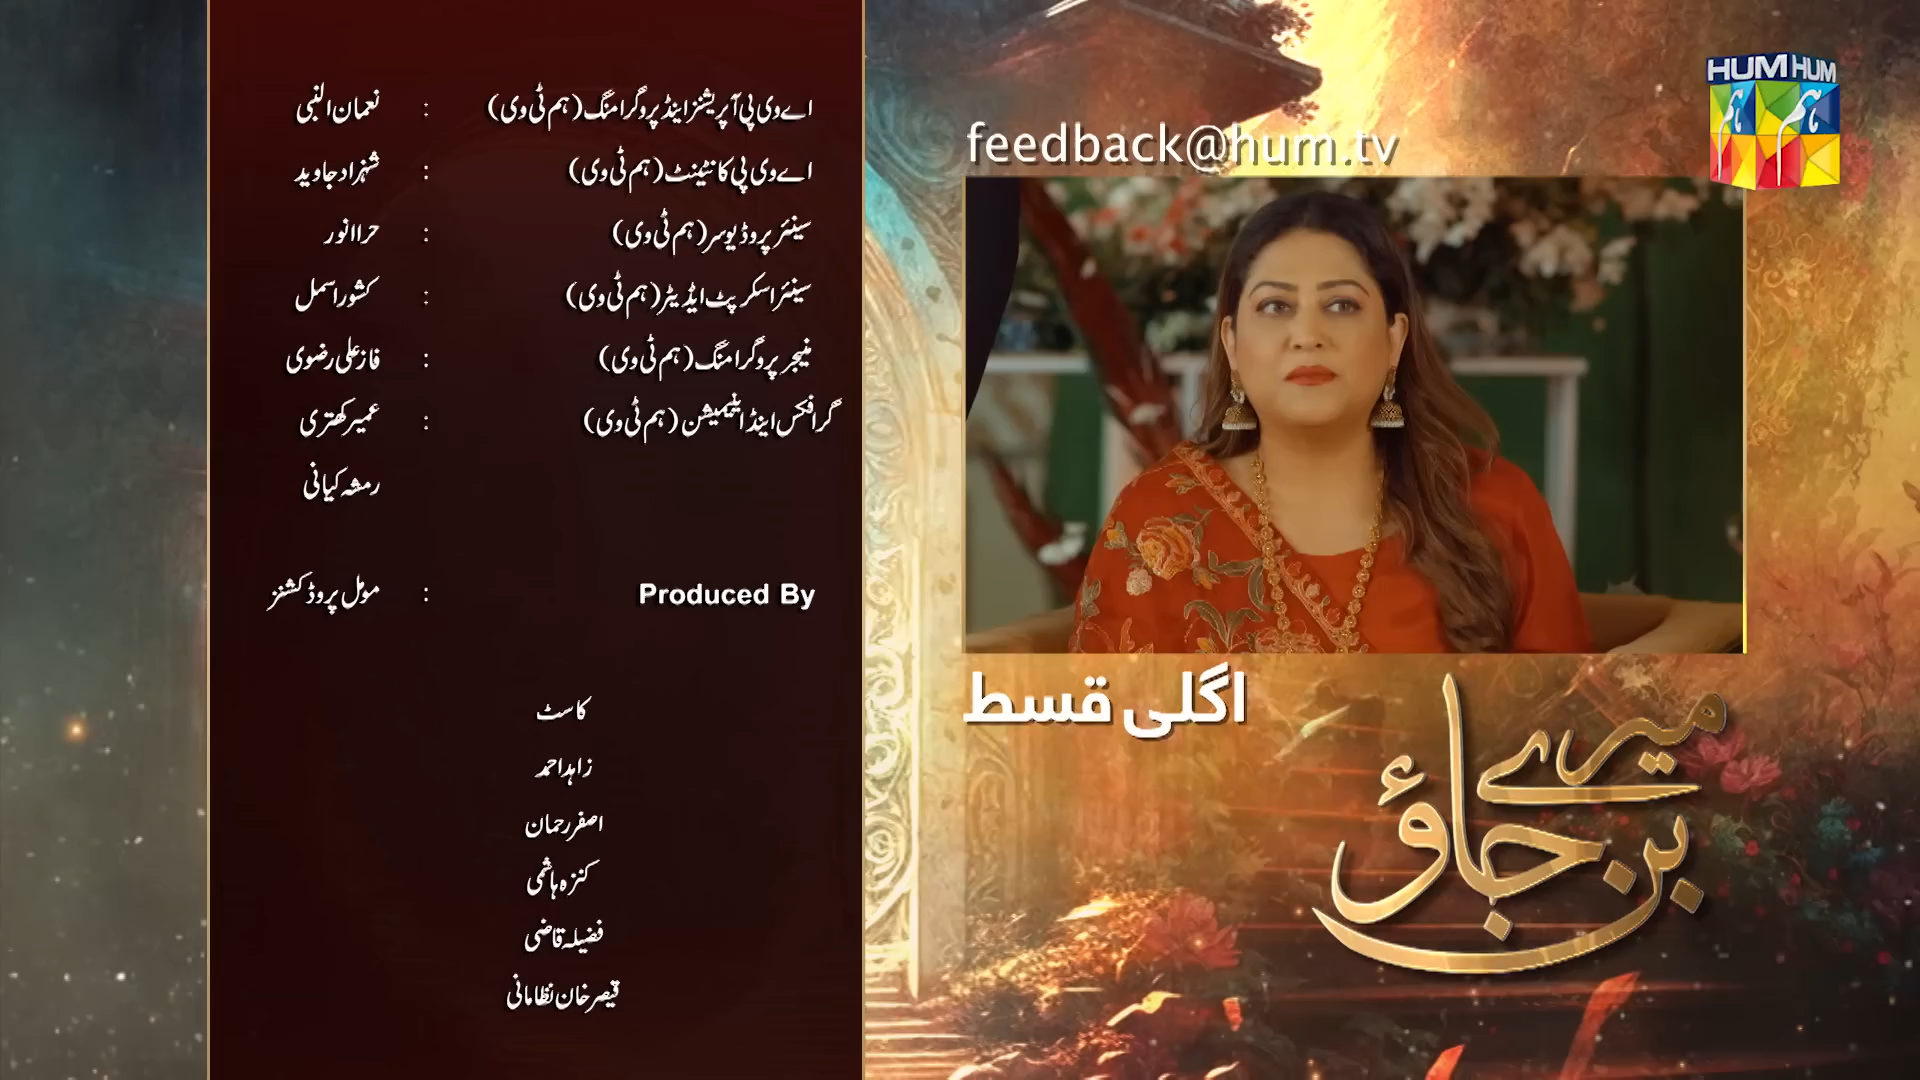 اے وی پی آپریشنز اینڈ پروگرامنگ (ہم ٹی وی) : نعمان النبی
اے وی پی کانٹینٹ (ہم ٹی وی) : شہزاد جاوید
سینئر پروڈیوسر (ہم ٹی وی) : حرا انور
سینئر اسکرپٹ ایڈیٹر (ہم ٹی وی) : کشور اسمل
منیجر پروگرامنگ (ہم ٹی وی) : فائز علی رضوی
گرافکس اینڈ اینیمیشن (ہم ٹی وی) : عمیر کھتری
رمشہ کیانی
Produced By : مومل پروڈکشنز
کاسٹ
زاہد احمد
اصفر رحمان
کنزہ ہاشمی
فضیلہ قاضی
قیصر خان نظامانی
feedback@hum.tv
HUM HUM
ہم ہم
اگلی قسط
میرے
بن جاؤ